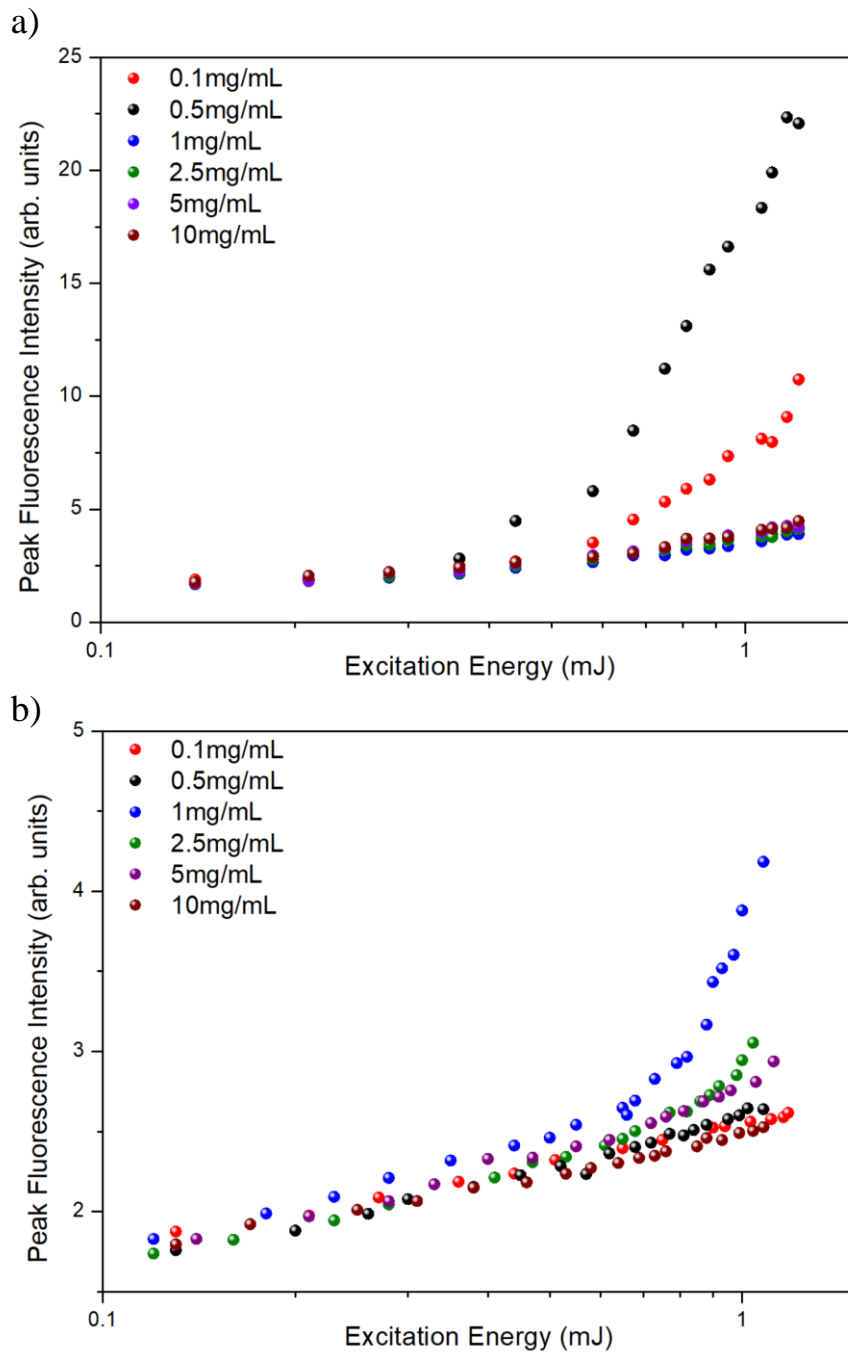 a)
25
20
15
10
5
0
0.1mg/mL
0.5mg/mL
1mg/mL
2.5mg/mL
5mg/mL
10mg/mL
Peak Fluorescence Intensity (arb. units)
0.1
1
Excitation Energy (mJ)
b)
5
4
3
2
0.1mg/mL
0.5mg/mL
1mg/mL
2.5mg/mL
5mg/mL
10mg/mL
Peak Fluorescence Intensity (arb. units)
0.1
1
Excitation Energy (mJ)